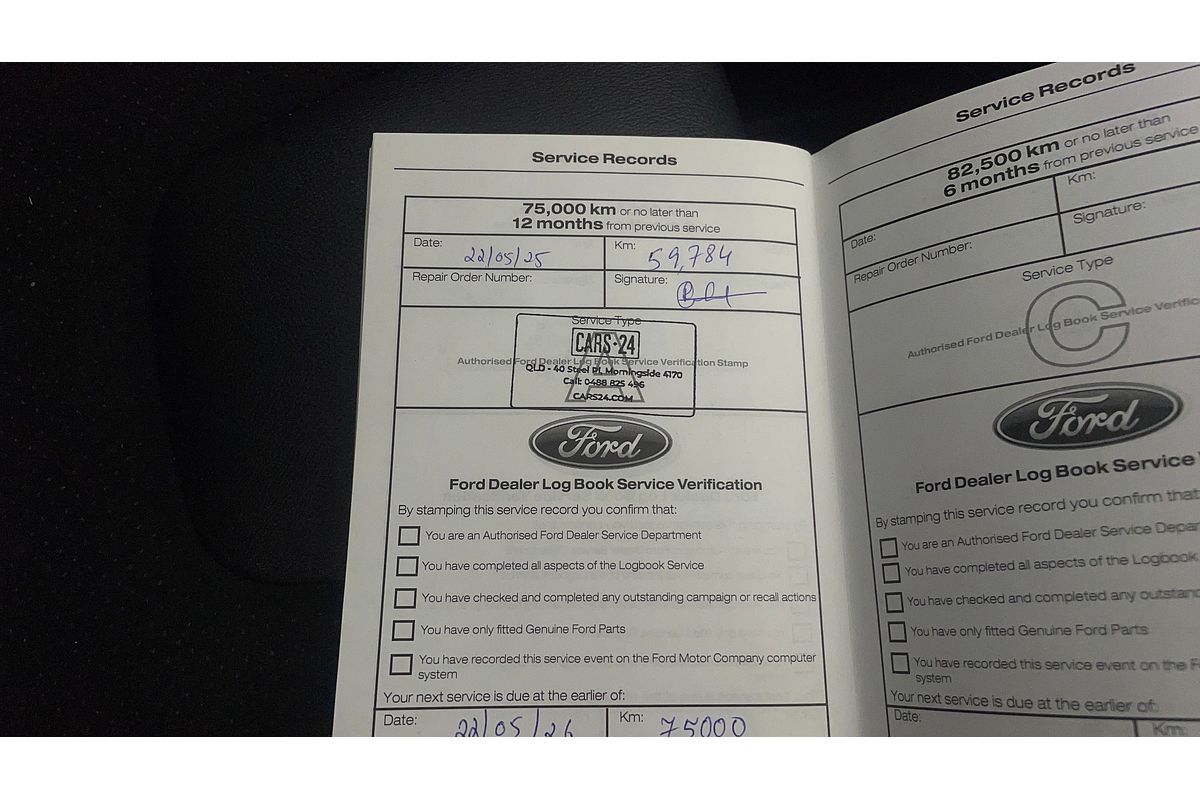 Service Records
75,000 km or no later than
12 months from previous service
Date: 22/05/25
Km: 59,784
Repair Order Number:
Signature:
Service Type
A
Authorised Ford Dealer Log Book Service Verification Stamp
CARS24
QLD - 40 Steel PL Morningside 4170
Call: 0488 825 496
CARS24.COM
Ford
Ford Dealer Log Book Service Verification
By stamping this service record you confirm that:
You are an Authorised Ford Dealer Service Department
You have completed all aspects of the Logbook Service
You have checked and completed any outstanding campaign or recall actions
You have only fitted Genuine Ford Parts
You have recorded this service event on the Ford Motor Company computer
system
Your next service is due at the earlier of:
Date: 22/05/26
Km: 75000
Service Records
82,500 km or no later than
6 months from previous service
Date:
Km:
Repair Order Number:
Signature:
Service Type
C
Authorised Ford Dealer Log Book Service
Ford
Ford Dealer Log Book Service
By stamping this service record you confirm that:
You are an Authorised Ford Dealer Service
You have completed all aspects of the Logbook
You have checked and completed any
You have only fitted Genuine Ford Parts
You have recorded this service event on the
system
Your next service is due at the earlier of:
Date:
Km: